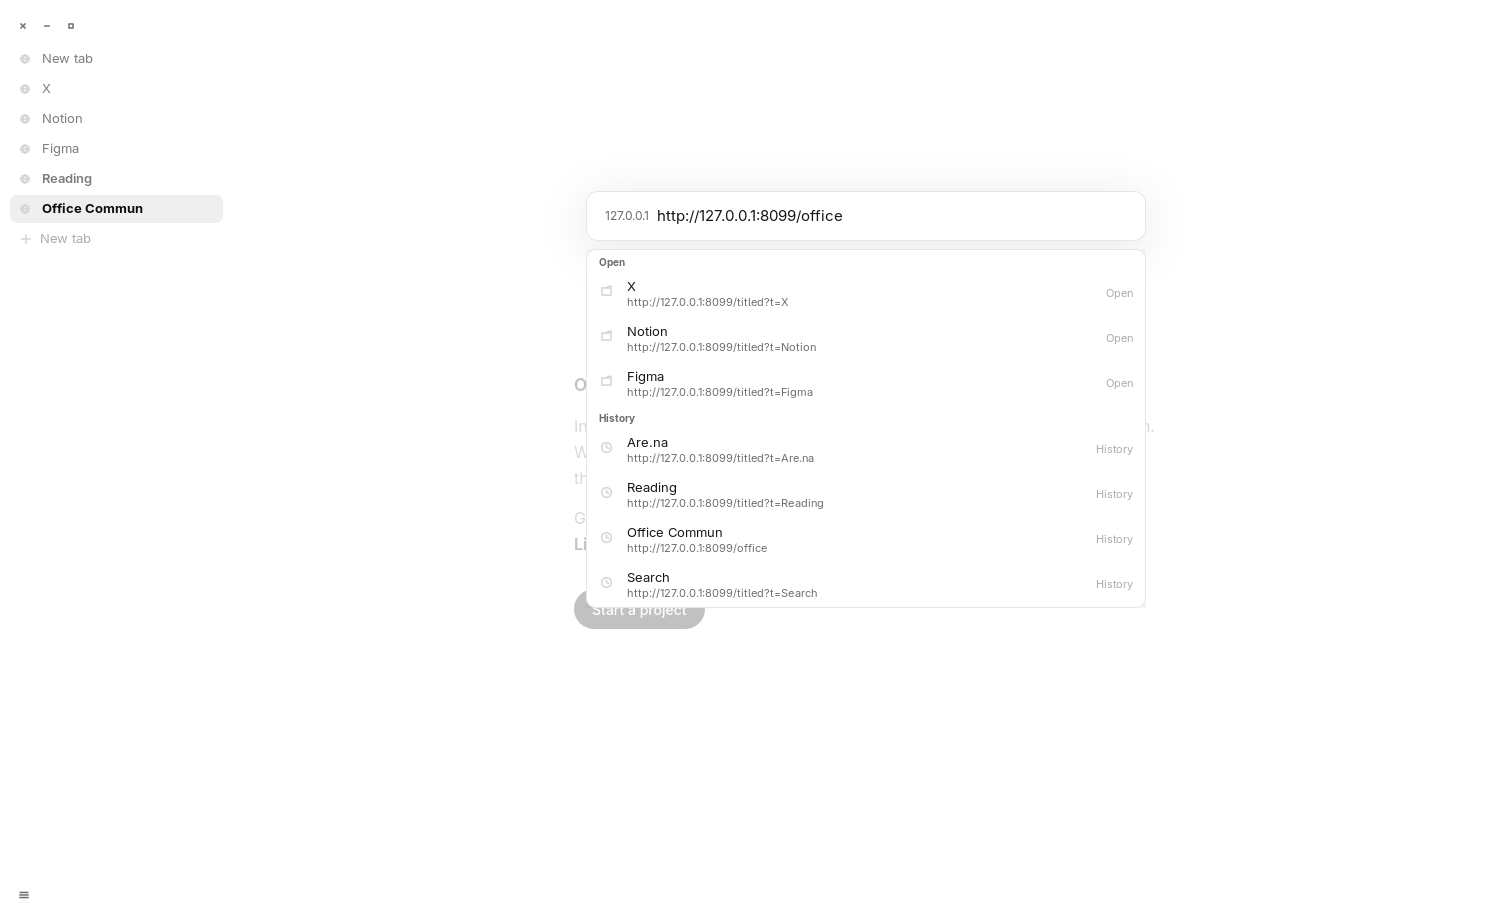 New tab
X
Notion
Figma
Reading
Office Commun
New tab
127.0.0.1 http://127.0.0.1:8099/office
Open
X
http://127.0.0.1:8099/titled?t=X
Open
Notion
http://127.0.0.1:8099/titled?t=Notion
Open
Figma
http://127.0.0.1:8099/titled?t=Figma
Open
History
Are.na
http://127.0.0.1:8099/titled?t=Are.na
History
Reading
http://127.0.0.1:8099/titled?t=Reading
History
Office Commun
http://127.0.0.1:8099/office
History
Search
http://127.0.0.1:8099/titled?t=Search
History
Start a project